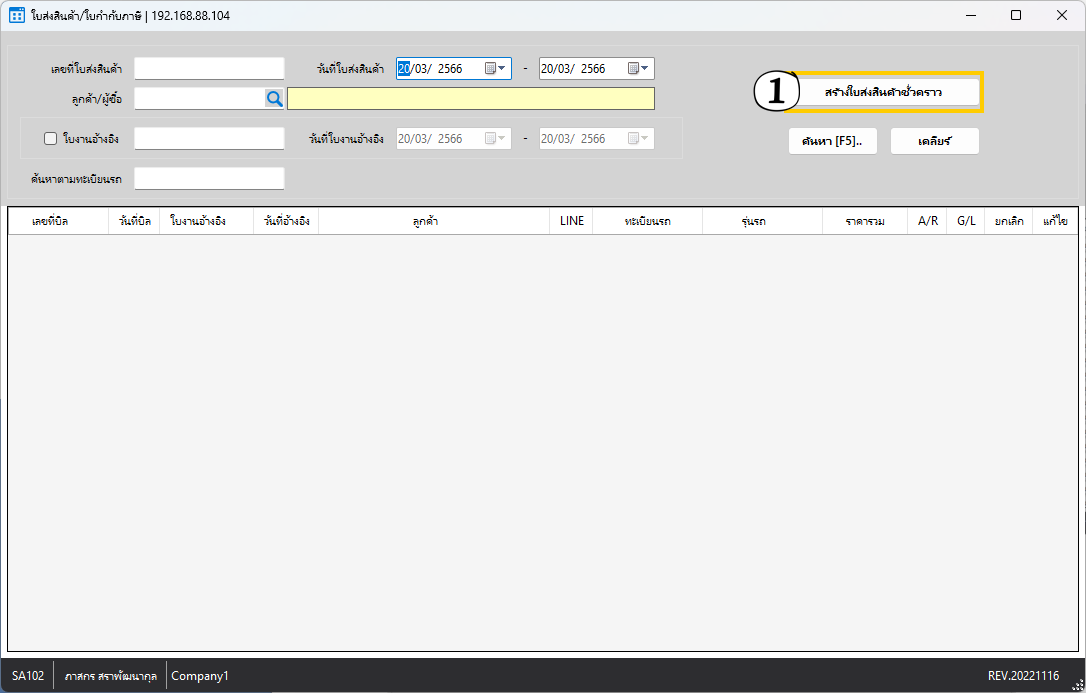 ใบส่งสินค้า/ใบกำกับภาษี | 192.168.88.104
เลขที่ใบส่งสินค้า วันที่ใบส่งสินค้า 20/03/ 2566 - 20/03/ 2566
1 สร้างใบส่งสินค้าชั่วคราว
ลูกค้า/ผู้ซื้อ
ใบงานอ้างอิง วันที่ใบงานอ้างอิง 20/03/ 2566 - 20/03/ 2566
ค้นหา [F5].. เคลียร์
ค้นหาตามทะเบียนรถ
เลขที่บิล วันที่บิล ใบงานอ้างอิง วันที่อ้างอิง ลูกค้า LINE ทะเบียนรถ รุ่นรถ ราคารวม A/R G/L ยกเลิก แก้ไข
SA102 ภาสกร สราพัฒนากุล Company1 REV.20221116